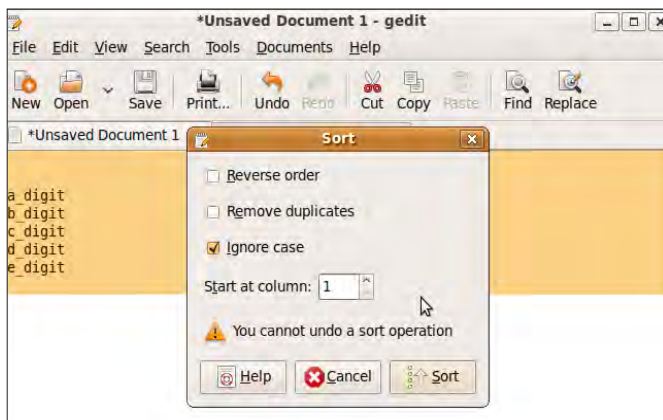 *Unsaved Document 1 - gedit
File Edit View Search Tools Documents Help
New Open Save Print... Undo Redo Cut Copy Paste Find Replace
*Unsaved Document 1
Sort
Reverse order
Remove duplicates
a_digit
b_digit
c_digit
d_digit
e_digit
Ignore case
Start at column: 1
You cannot undo a sort operation
Help Cancel Sort